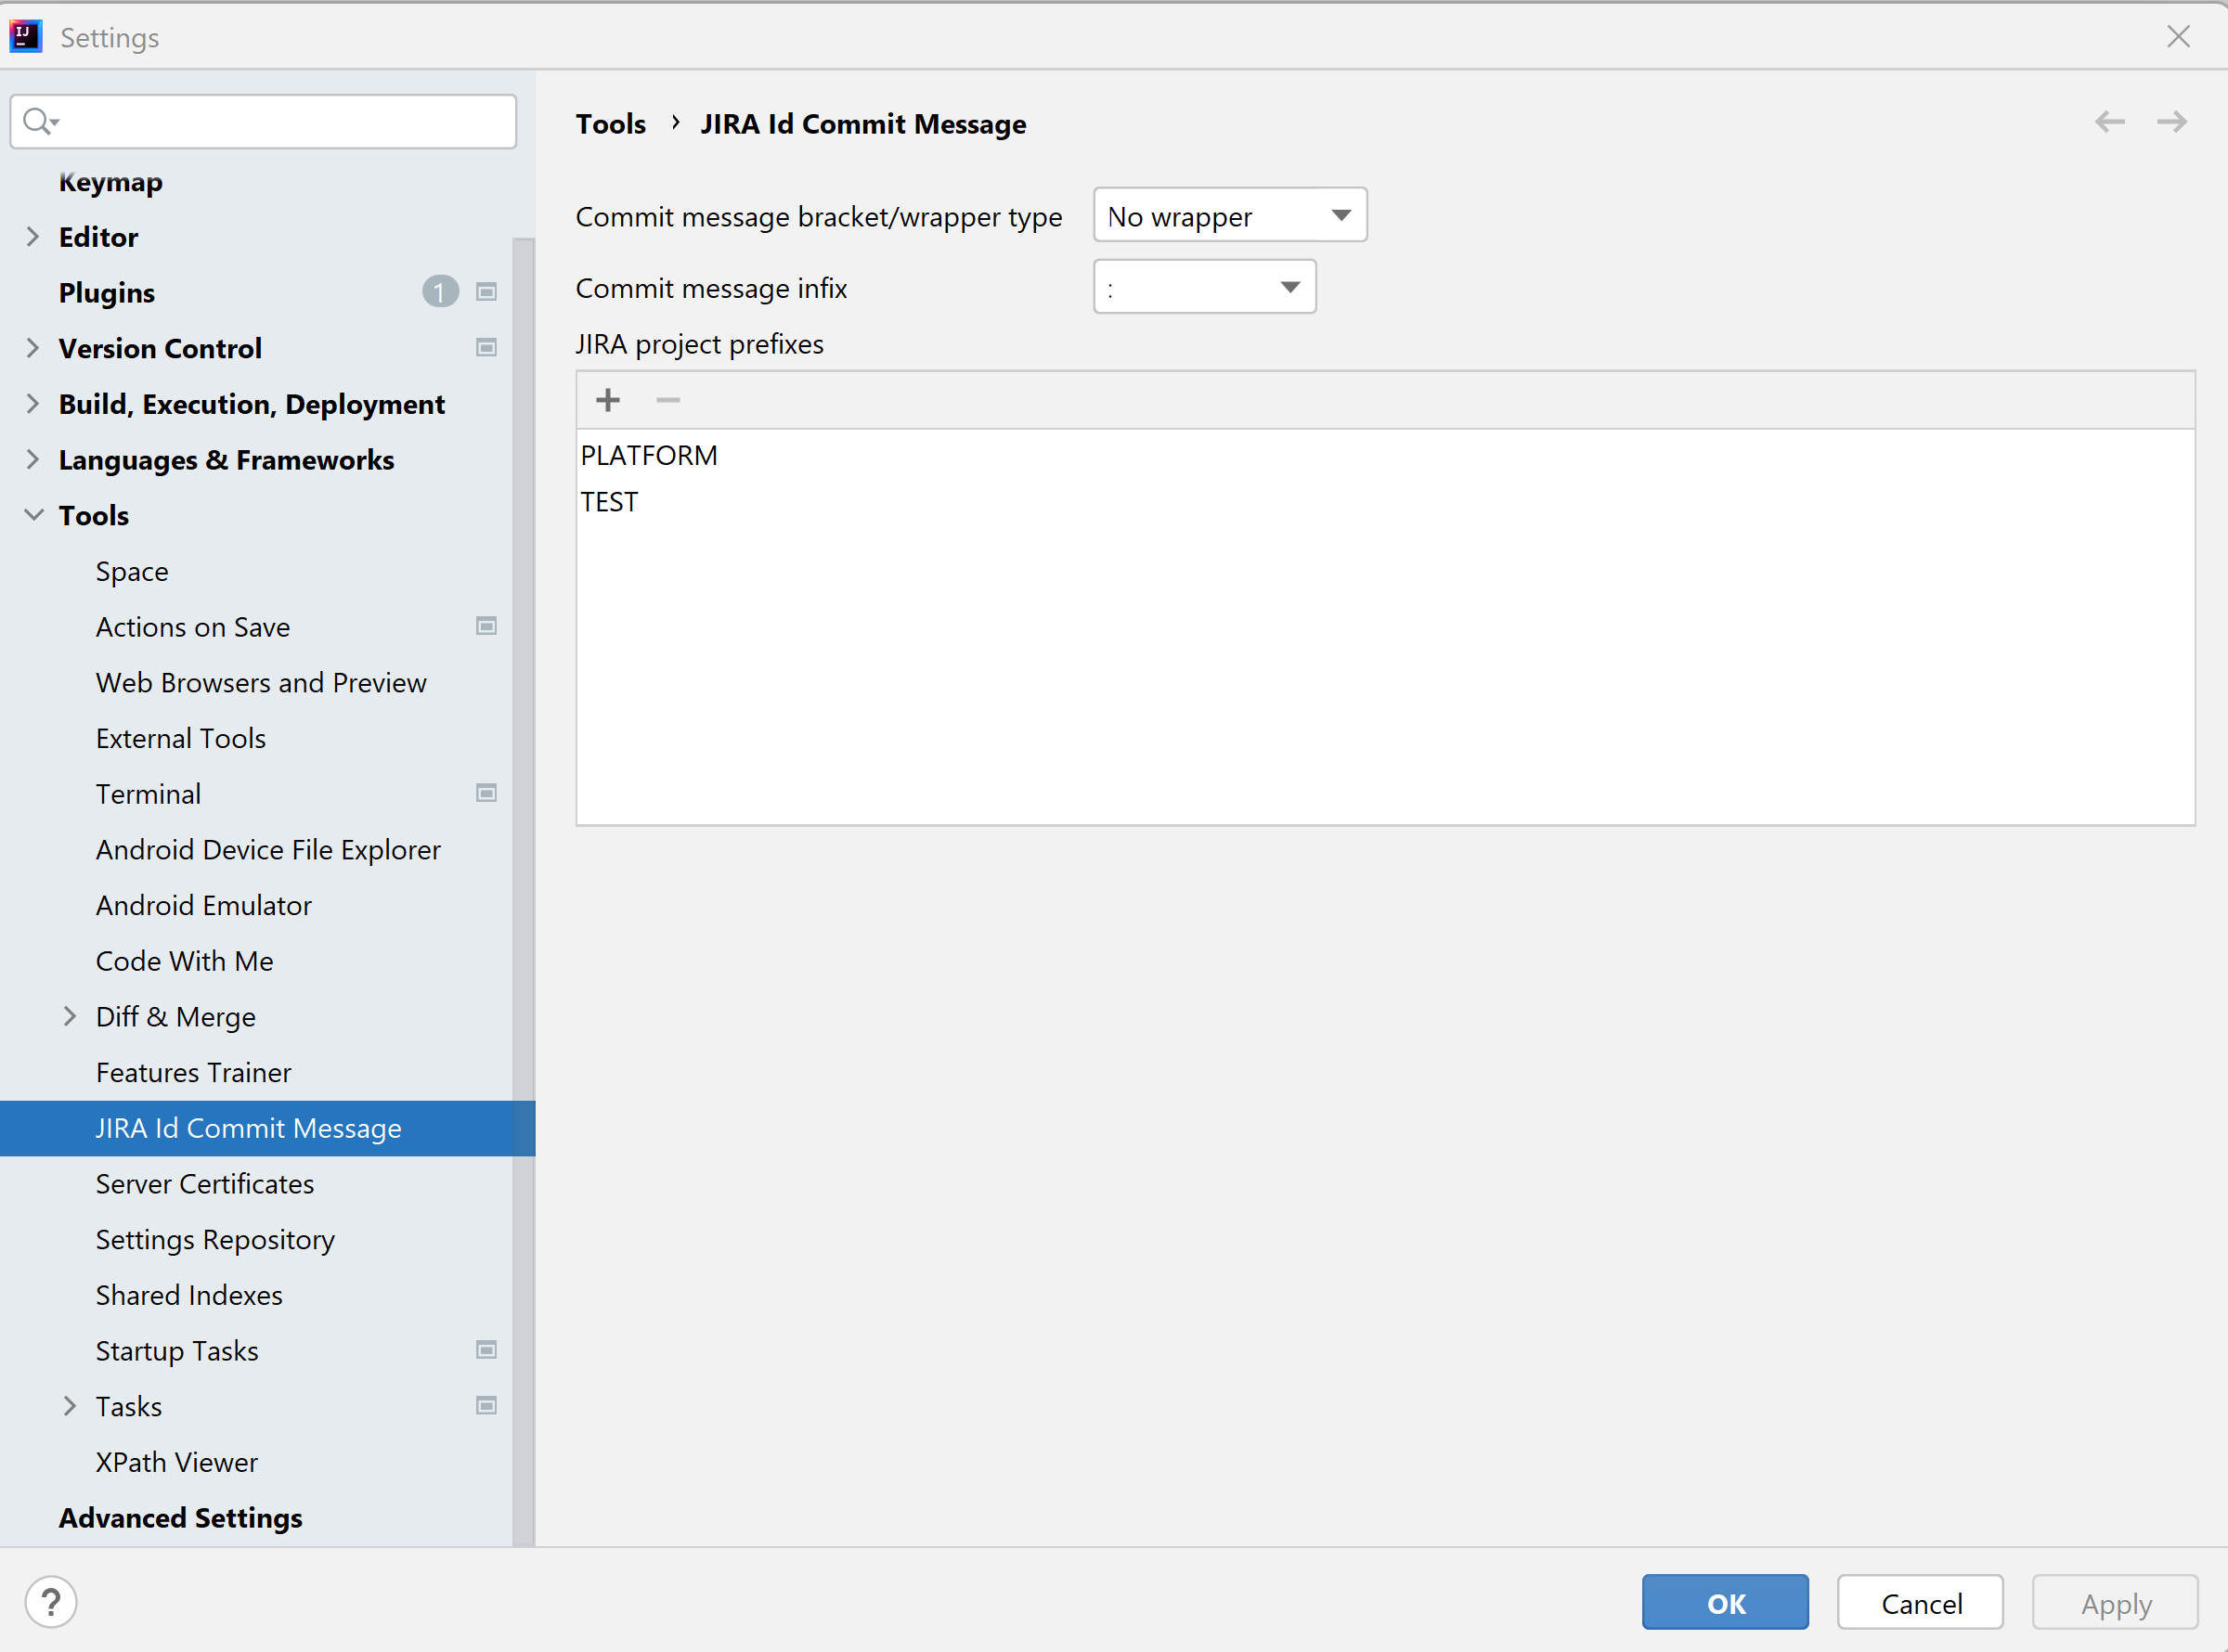 IJ
Settings
Keymap
Editor
Plugins 1
Version Control
Build, Execution, Deployment
Languages & Frameworks
Tools
Space
Actions on Save
Web Browsers and Preview
External Tools
Terminal
Android Device File Explorer
Android Emulator
Code With Me
Diff & Merge
Features Trainer
JIRA Id Commit Message
Server Certificates
Settings Repository
Shared Indexes
Startup Tasks
Tasks
XPath Viewer
Advanced Settings
Tools › JIRA Id Commit Message
Commit message bracket/wrapper type No wrapper
Commit message infix :
JIRA project prefixes
+ −
PLATFORM
TEST
?
OK Cancel Apply